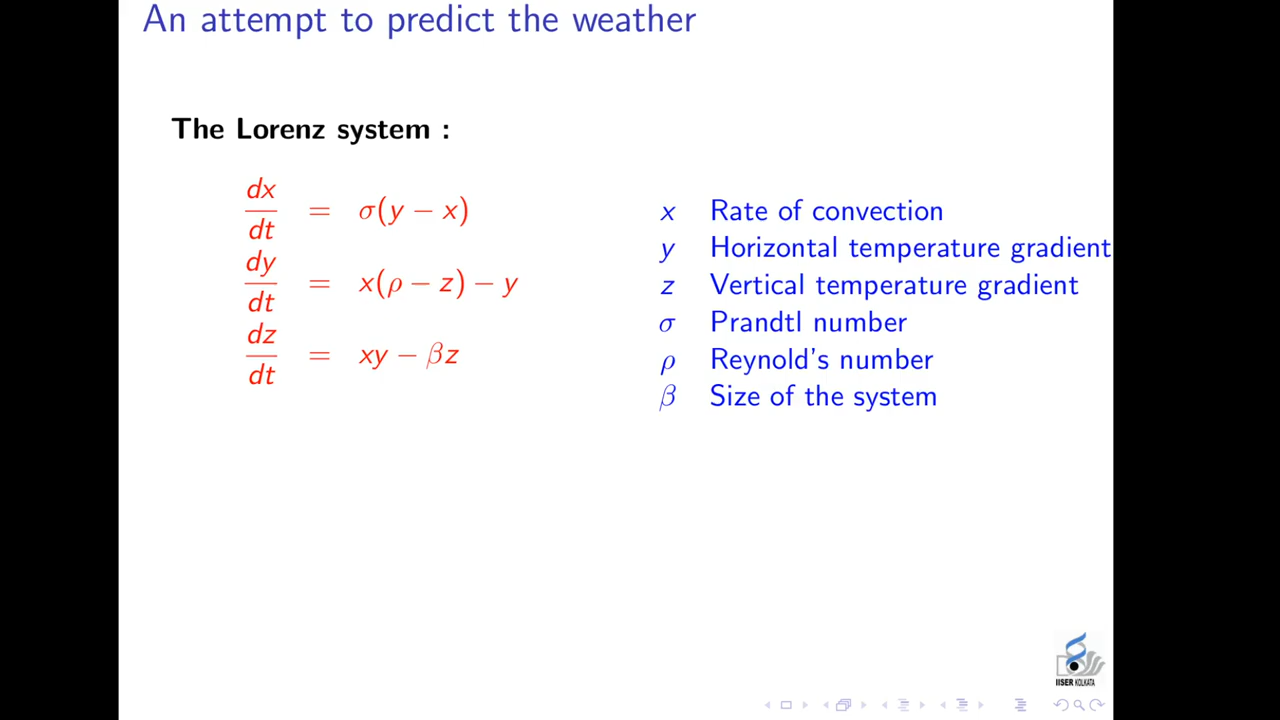 An attempt to predict the weather
The Lorenz system :
dx/dt = σ(y − x)
dy/dt = x(ρ − z) − y
dz/dt = xy − βz
x Rate of convection
y Horizontal temperature gradient
z Vertical temperature gradient
σ Prandtl number
ρ Reynold's number
β Size of the system
IISER KOLKATA